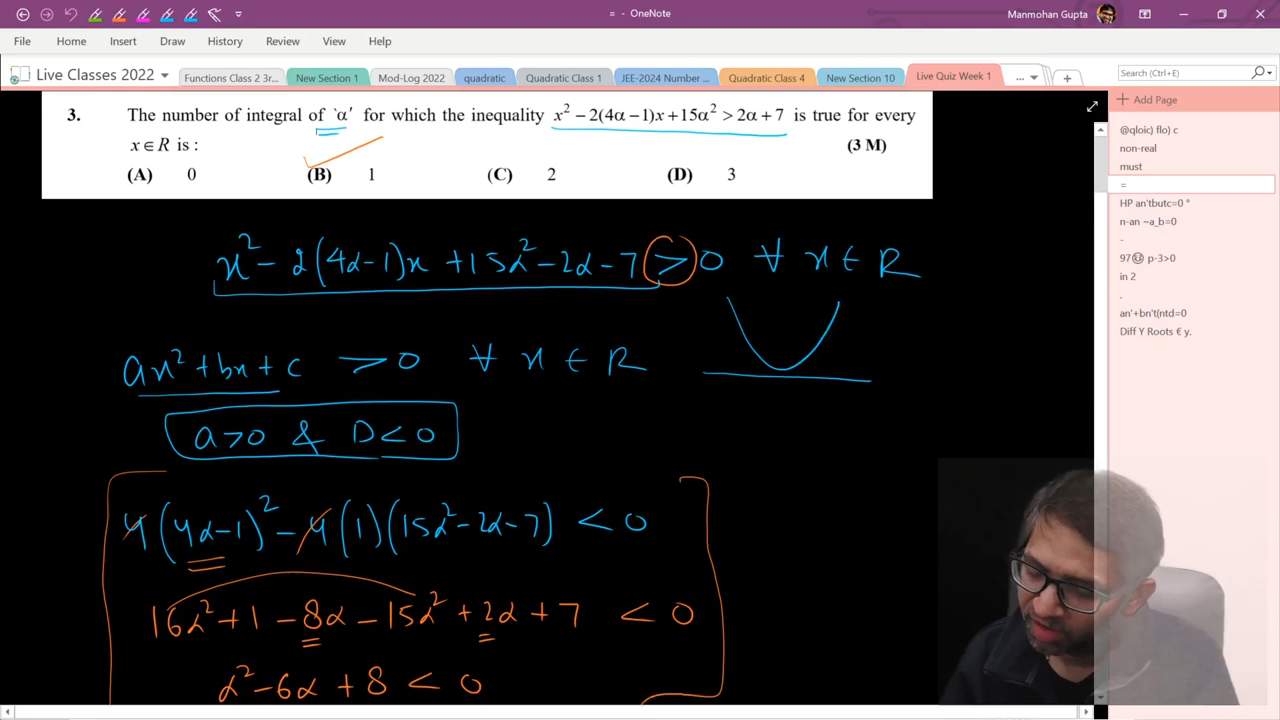 = - OneNote
Manmohan Gupta
File Home Insert Draw History Review View Help
Live Classes 2022
Functions Class 2 3r... New Section 1 Mod-Log 2022 quadratic Quadratic Class 1 JEE-2024 Number ... Quadratic Class 4 New Section 10 Live Quiz Week 1 ...
Search (Ctrl+E)
3. The number of integral of `α' for which the inequality x² − 2(4α − 1)x + 15α² > 2α + 7 is true for every
x ∈ R is : (3 M)
(A) 0 (B) 1 (C) 2 (D) 3
x² − 2(4α−1)x + 15α² − 2α − 7 > 0 ∀ x ∈ R
ax² + bx + c > 0 ∀ x ∈ R
a>0 & D<0
4(4α−1)² − 4(1)(15α²−2α−7) < 0
16α² + 1 − 8α − 15α² + 2α + 7 < 0
α² − 6α + 8 < 0
Add Page
@qloic) flo) c
non-real
must
=
HP an'tbutc=0 °
n-an ~a_b=0
-
97😊 p-3>0
in 2
.
an'+bn't(ntd=0
Diff Y Roots € y.